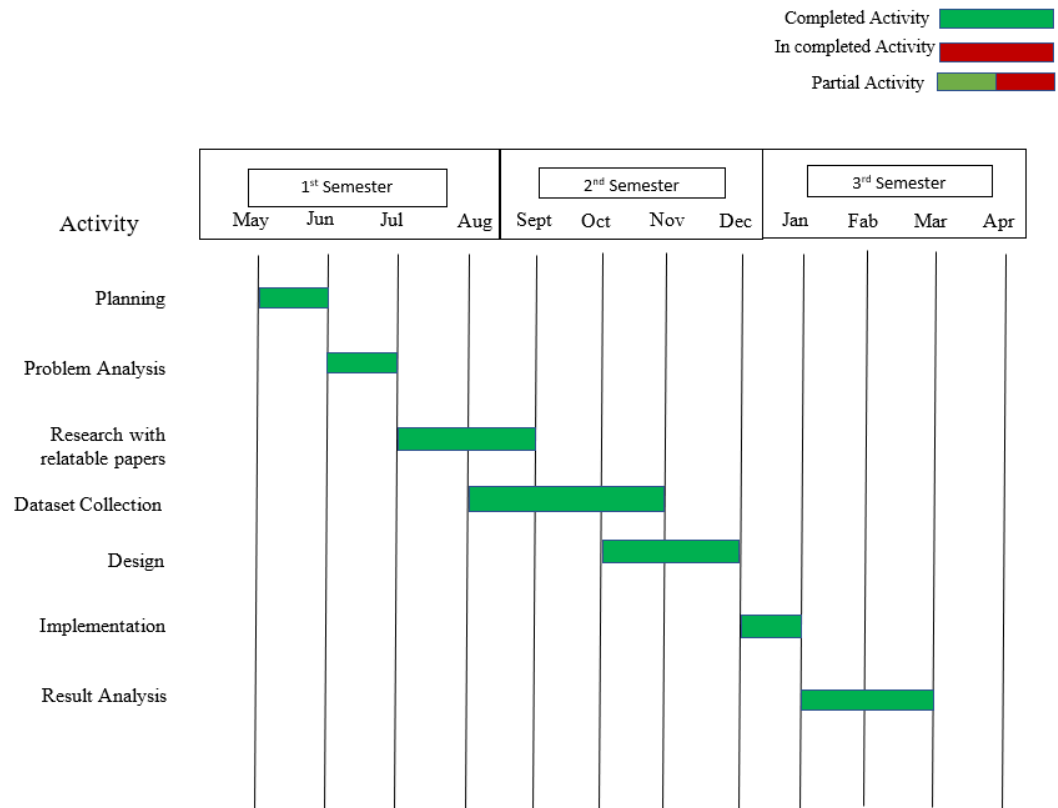 Completed Activity
In completed Activity
Partial Activity
1st Semester
2nd Semester
3rd Semester
Activity
May Jun Jul Aug Sept Oct Nov Dec Jan Fab Mar Apr
Planning
Problem Analysis
Research with
relatable papers
Dataset Collection
Design
Implementation
Result Analysis